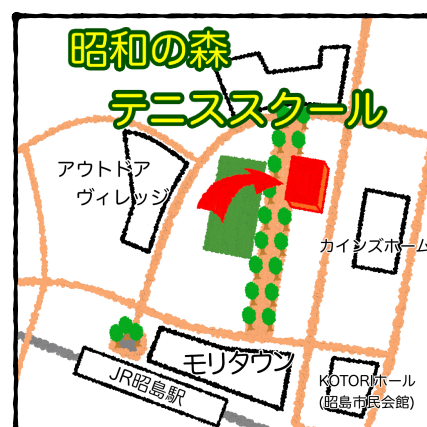 昭和の森
テニススクール
アウトドア
ヴィレッジ
カインズホーム
モリタウン
JR昭島駅
KOTORIホール
(昭島市民会館)